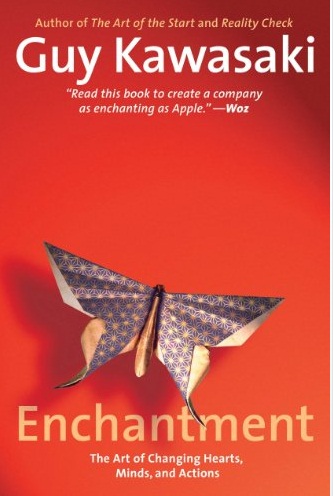 Author of The Art of the Start and Reality Check
Guy Kawasaki
"Read this book to create a company
as enchanting as Apple." —Woz
Enchantment
The Art of Changing Hearts,
Minds, and Actions